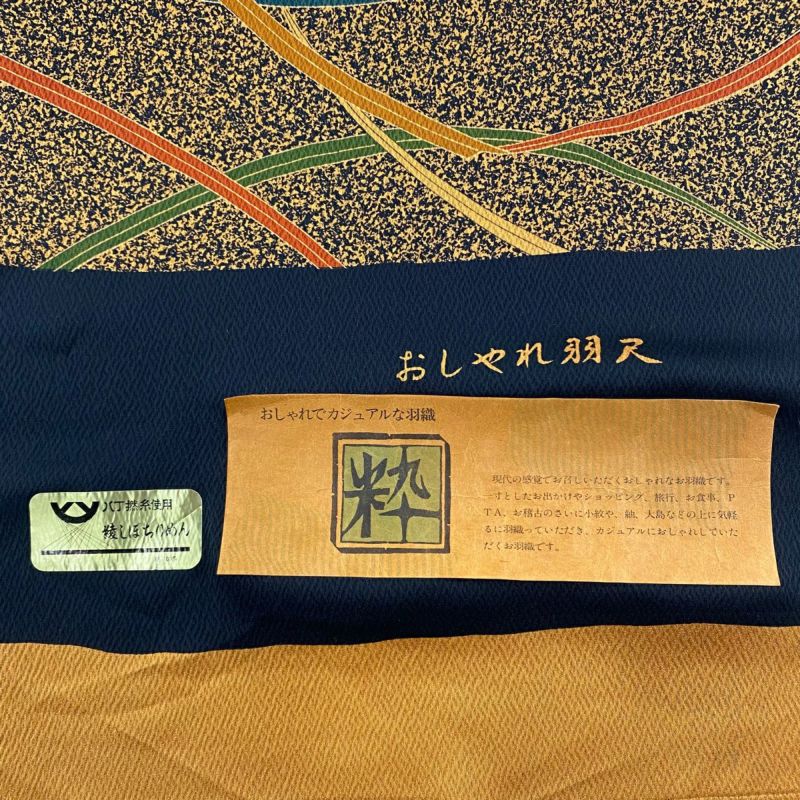 おしゃれ羽尺
おしゃれでカジュアルな羽織
粋
現代の感覚でお召しいただくおしゃれなお羽織です。
一寸としたお出かけやショッピング、旅行、お食事、P
TA、お稽古のさいに小紋や、紬、大島などの上に気軽
るに羽織っていただき、カジュアルにおしゃれしていた
だくお羽織です。
八丁撚糸使用
綾しぼちりめん